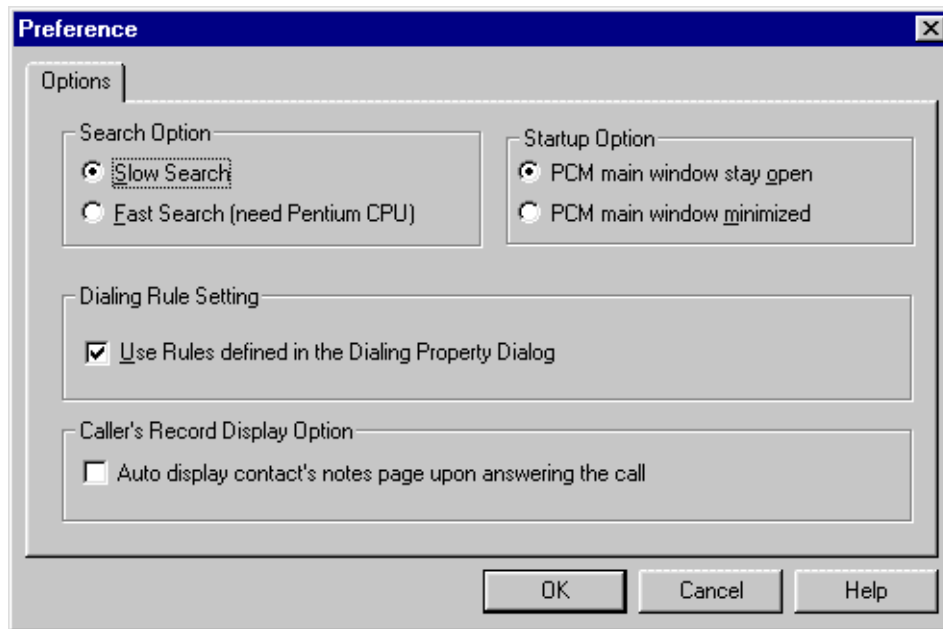 Preference
Options
Search Option
Slow Search
Fast Search (need Pentium CPU)
Startup Option
PCM main window stay open
PCM main window minimized
Dialing Rule Setting
Use Rules defined in the Dialing Property Dialog
Caller's Record Display Option
Auto display contact's notes page upon answering the call
OK
Cancel
Help